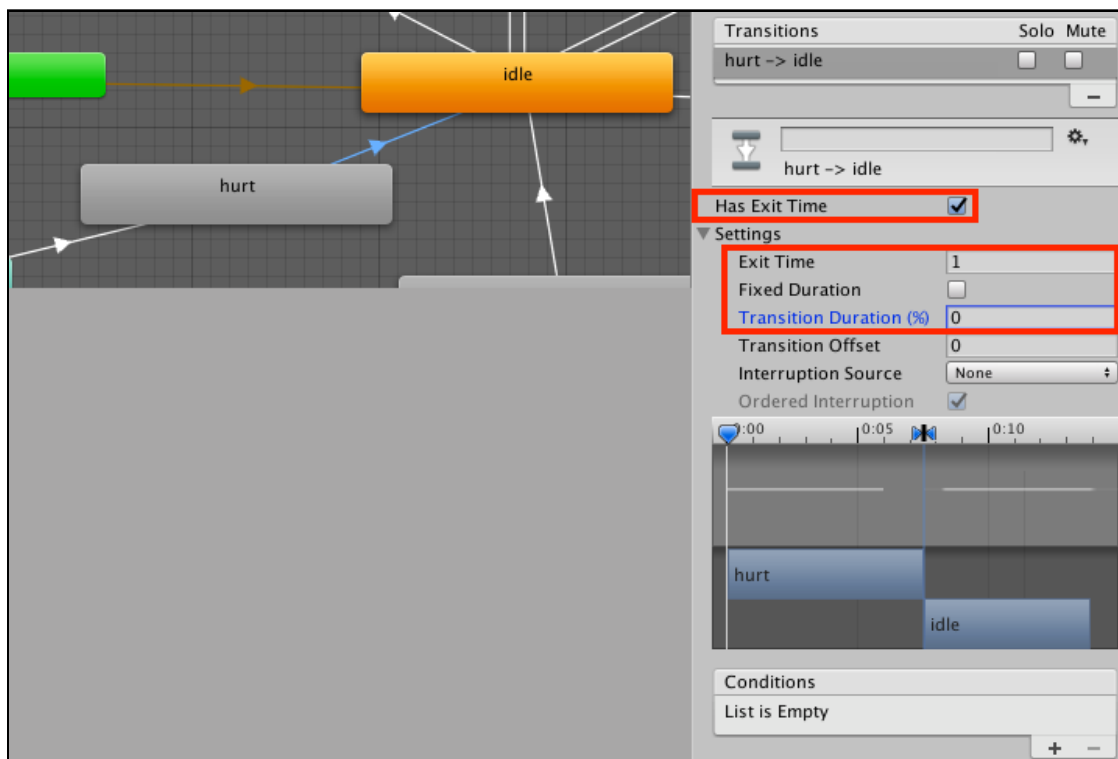 idle
hurt
Transitions Solo Mute
hurt -> idle
hurt -> idle
Has Exit Time
Settings
Exit Time 1
Fixed Duration
Transition Duration (%) 0
Transition Offset 0
Interruption Source None
Ordered Interruption
0:00 0:05 0:10
hurt
idle
Conditions
List is Empty